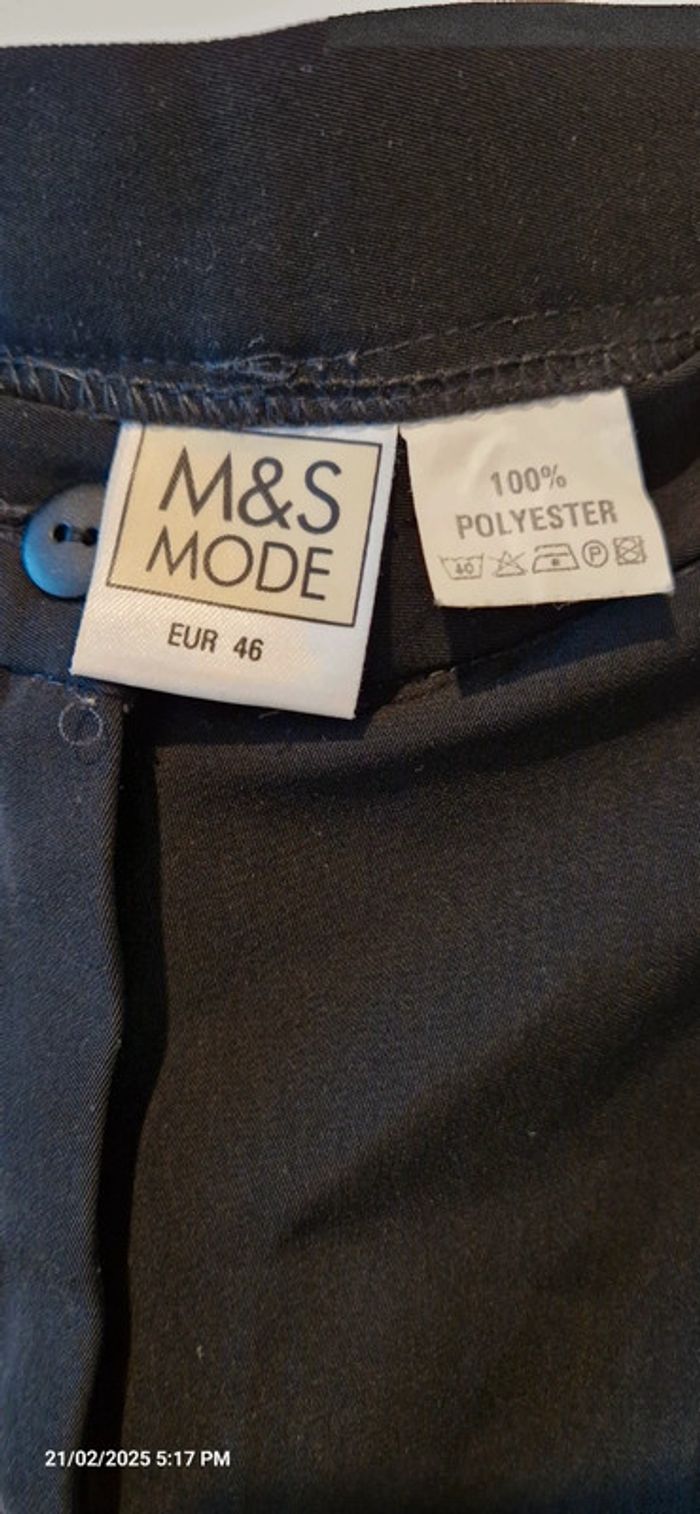 M&S
MODE
EUR 46
100%
POLYESTER
40 P
21/02/2025 5:17 PM